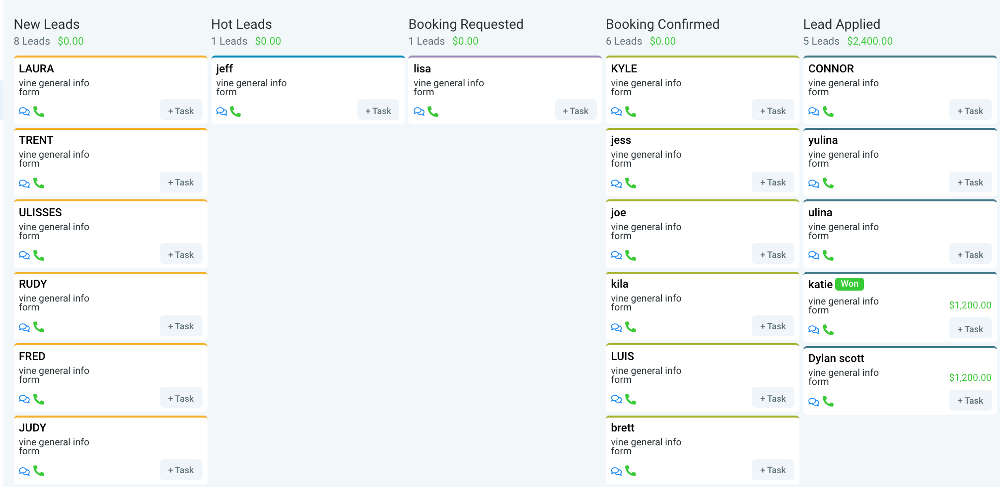 New Leads
8 Leads $0.00
LAURA
vine general info
form
+ Task
TRENT
vine general info
form
+ Task
ULISSES
vine general info
form
+ Task
RUDY
vine general info
form
+ Task
FRED
vine general info
form
+ Task
JUDY
vine general info
form
+ Task
Hot Leads
1 Leads $0.00
jeff
vine general info
form
+ Task
Booking Requested
1 Leads $0.00
lisa
vine general info
form
+ Task
Booking Confirmed
6 Leads $0.00
KYLE
vine general info
form
+ Task
jess
vine general info
form
+ Task
joe
vine general info
form
+ Task
kila
vine general info
form
+ Task
LUIS
vine general info
form
+ Task
brett
vine general info
form
+ Task
Lead Applied
5 Leads $2,400.00
CONNOR
vine general info
form
+ Task
yulina
vine general info
form
+ Task
ulina
vine general info
form
+ Task
katie Won
vine general info
form
$1,200.00
+ Task
Dylan scott
vine general info
form
$1,200.00
+ Task